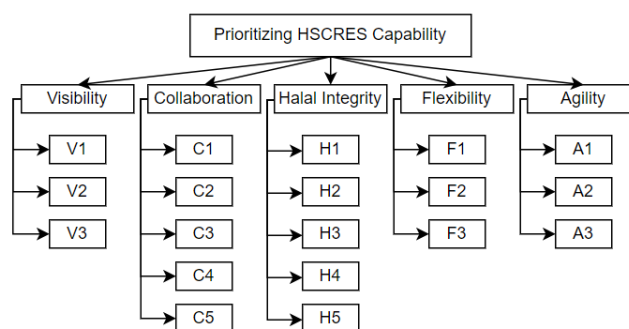 Prioritizing HSCRES Capability
Visibility
Collaboration
Halal Integrity
Flexibility
Agility
V1
C1
H1
F1
A1
V2
C2
H2
F2
A2
V3
C3
H3
F3
A3
C4
H4
C5
H5